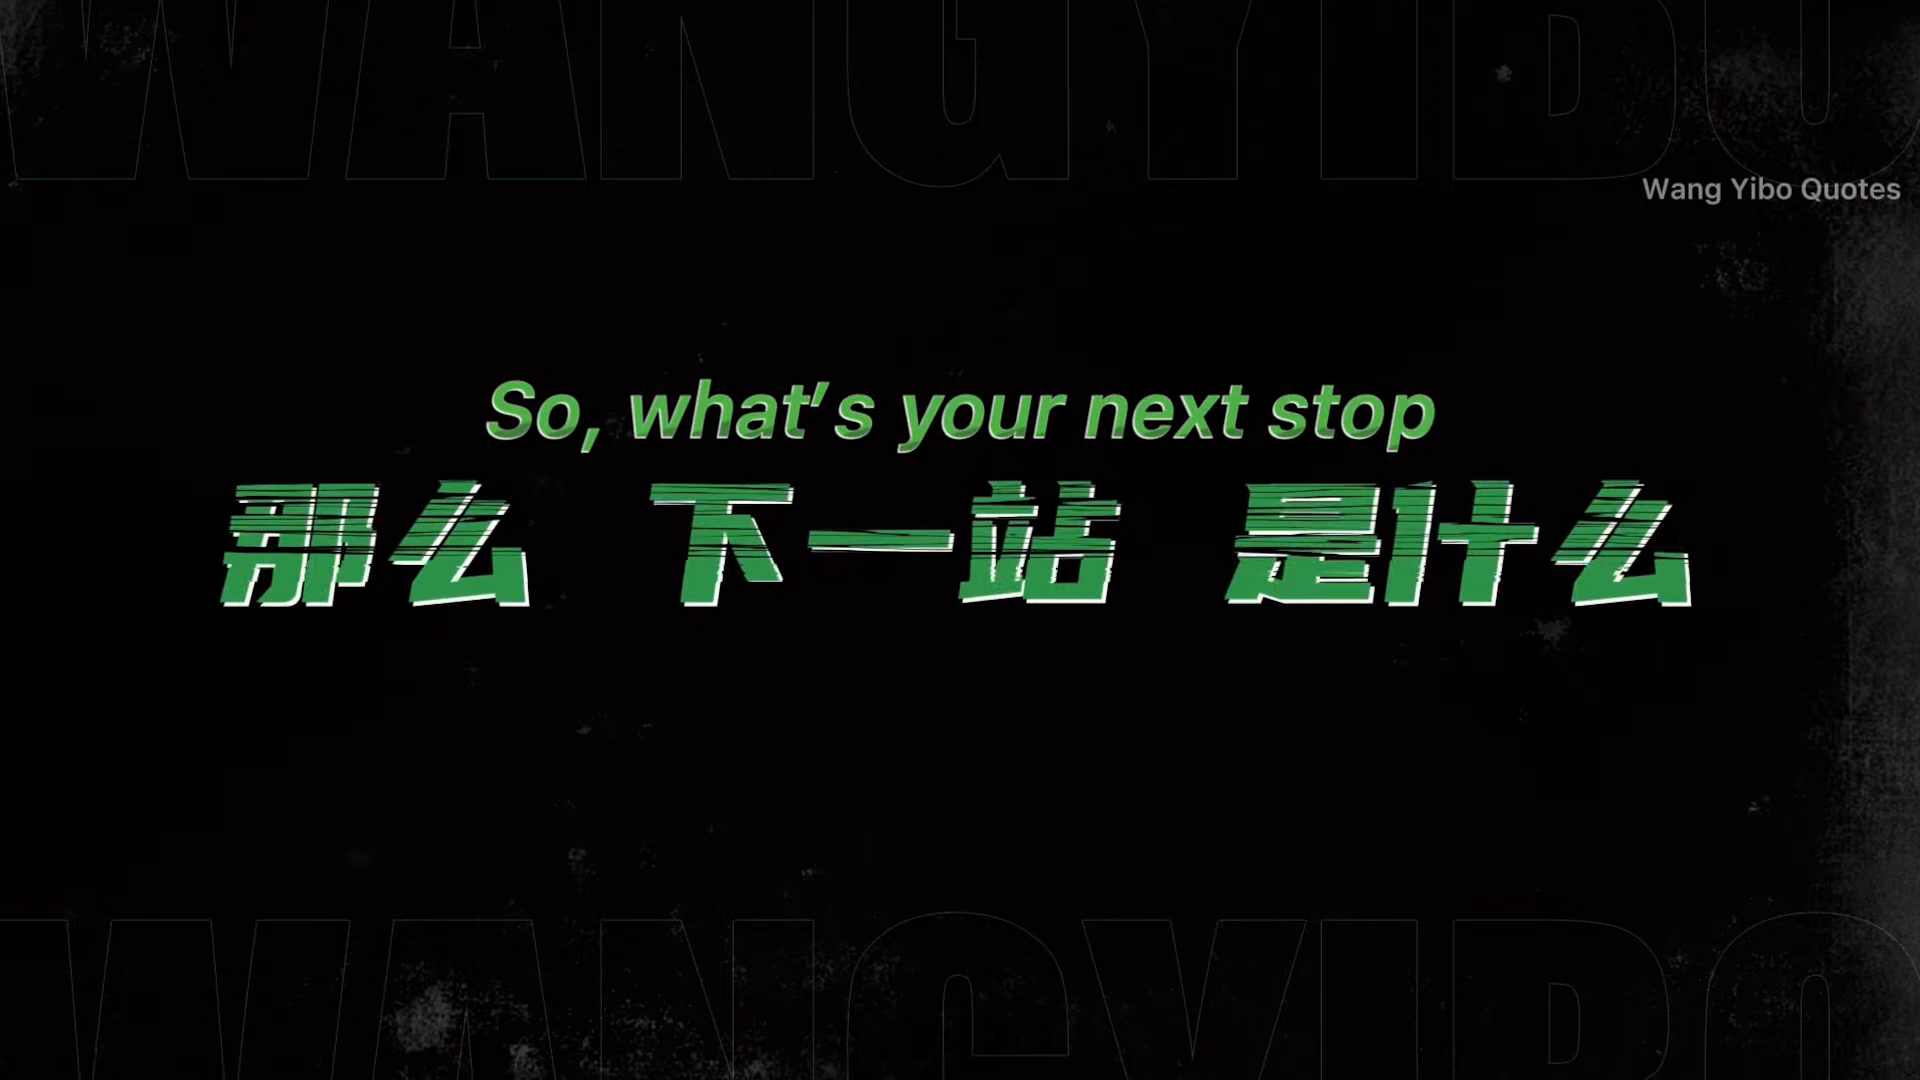 WANGYIBO
Wang Yibo Quotes
So, what's your next stop
那么 下一站 是什么
WANGYIBO